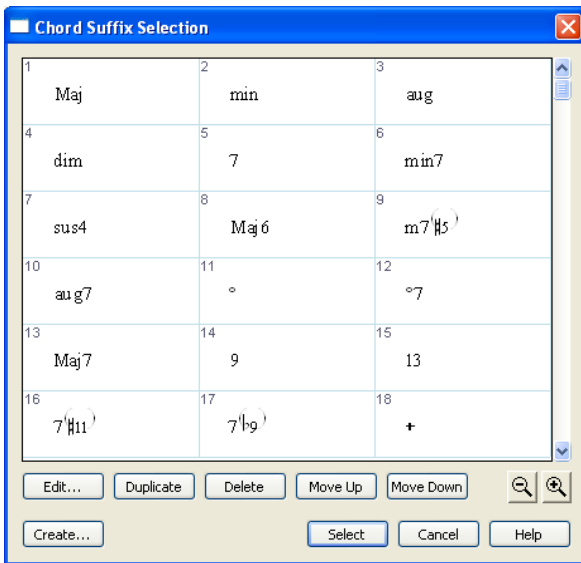 Chord Suffix Selection
1 2 3
Maj min aug
4 5 6
dim 7 min7
7 8 9
sus4 Maj6 m7(♯5)
10 11 12
aug7 ° °7
13 14 15
Maj7 9 13
16 17 18
7(♯11) 7(♭9) +
Edit... Duplicate Delete Move Up Move Down
Create... Select Cancel Help